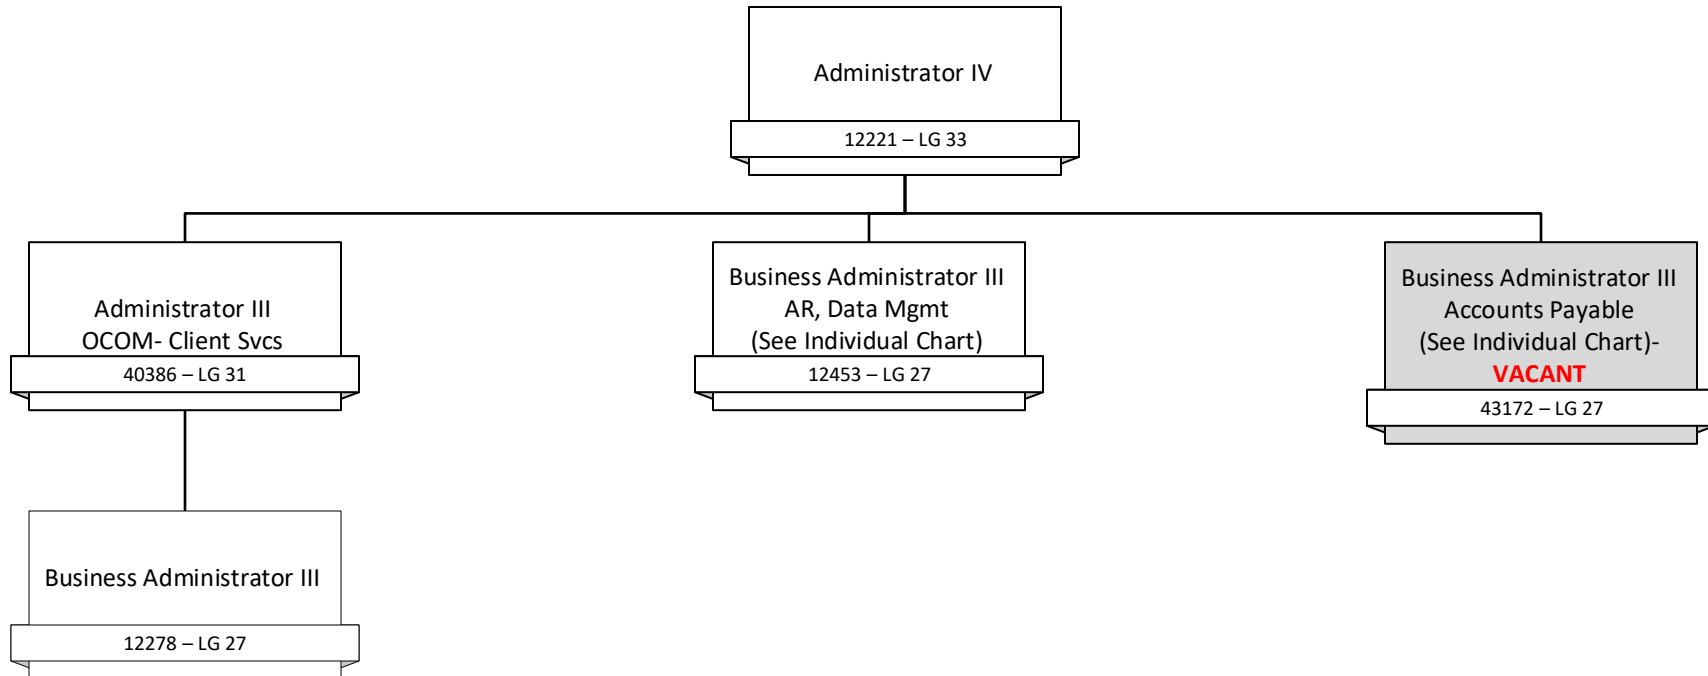 Administrator IV
12221 – LG 33
Administrator III
OCOM- Client Svcs
40386 – LG 31
Business Administrator III
AR, Data Mgmt
(See Individual Chart)
12453 – LG 27
Business Administrator III
Accounts Payable
(See Individual Chart)-
VACANT
43172 – LG 27
Business Administrator III
12278 – LG 27